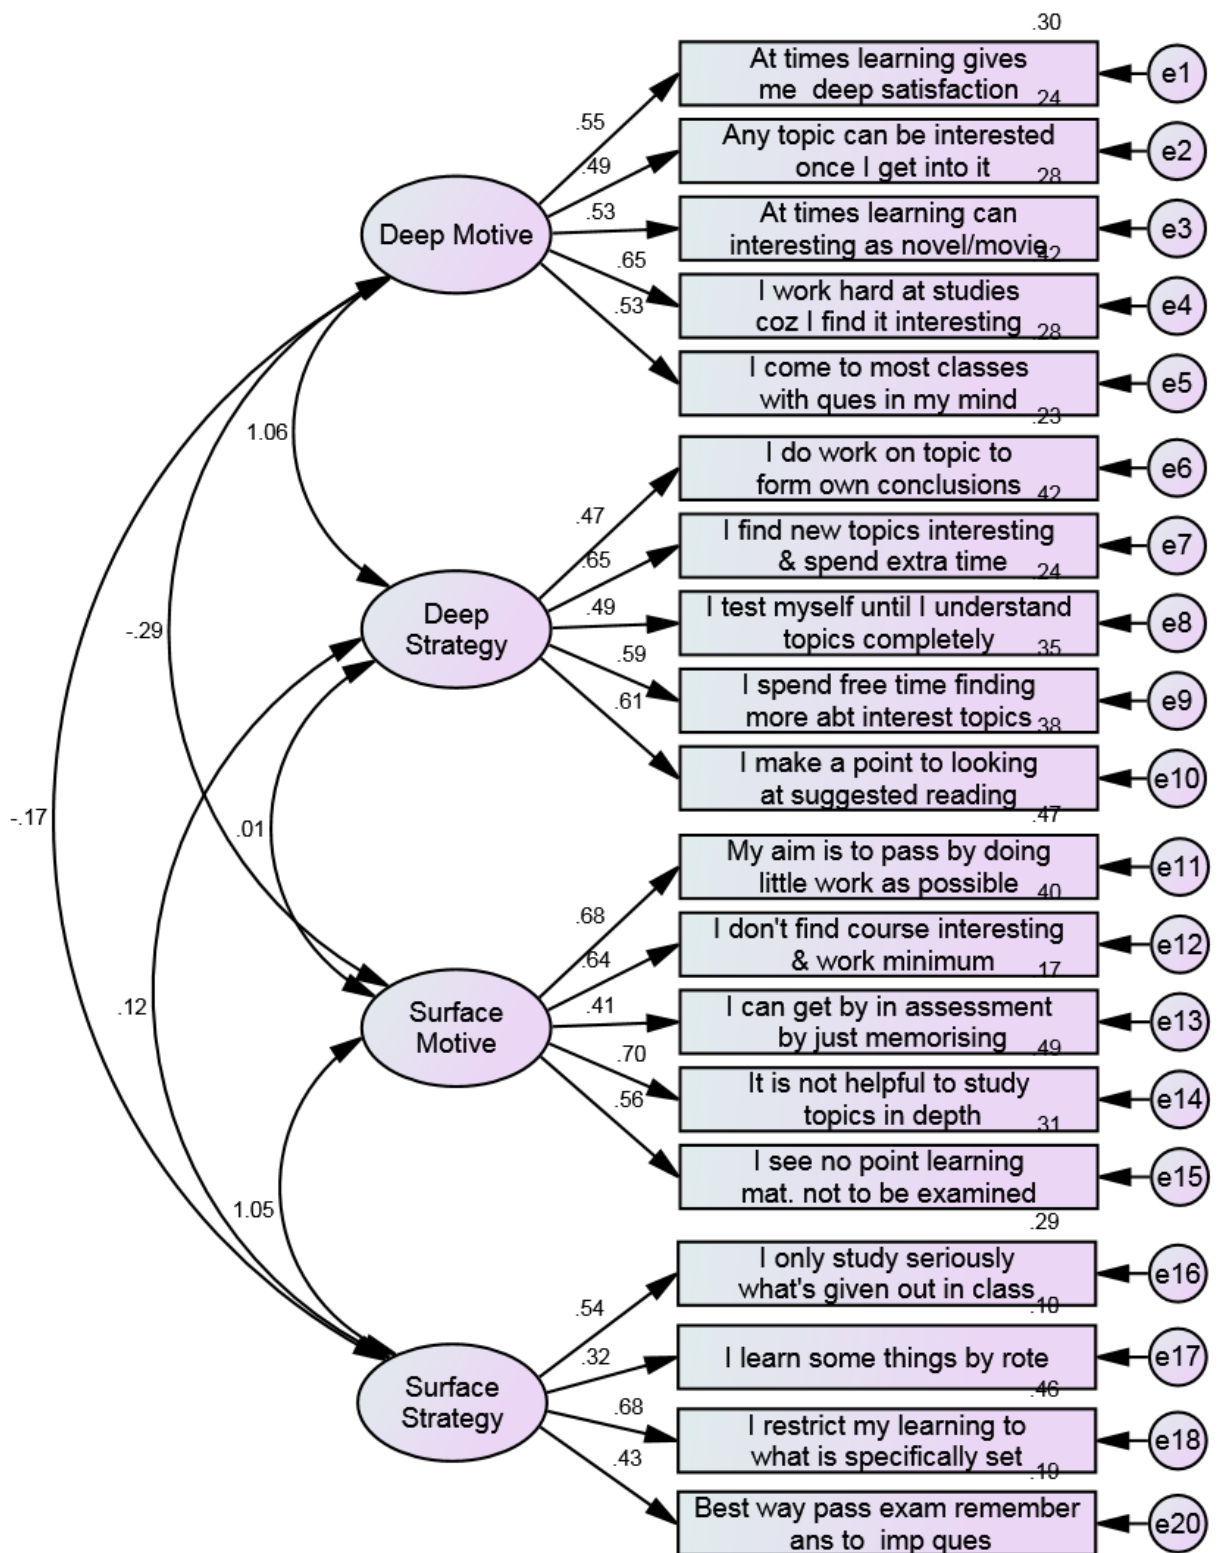 .30
At times learning gives
me deep satisfaction
e1
.55
.24
Any topic can be interested
once I get into it
e2
.49
.28
At times learning can
interesting as novel/movie
e3
.53
Deep Motive
.42
I work hard at studies
coz I find it interesting
e4
.65
.28
I come to most classes
with ques in my mind
e5
.53
.23
I do work on topic to
form own conclusions
e6
1.06
.47
.42
I find new topics interesting
& spend extra time
e7
.65
.24
I test myself until I understand
topics completely
e8
.49
Deep
Strategy
-.29
.35
I spend free time finding
more abt interest topics
e9
.59
.38
I make a point to looking
at suggested reading
e10
.61
-.17
.01
.47
My aim is to pass by doing
little work as possible
e11
.68
.40
I don't find course interesting
& work minimum
e12
.64
.17
I can get by in assessment
by just memorising
e13
.41
Surface
Motive
.12
.49
It is not helpful to study
topics in depth
e14
.70
.31
I see no point learning
mat. not to be examined
e15
.56
1.05
.29
I only study seriously
what's given out in class
e16
.54
.10
I learn some things by rote
e17
.32
Surface
Strategy
.46
I restrict my learning to
what is specifically set
e18
.68
.19
Best way pass exam remember
ans to imp ques
e20
.43